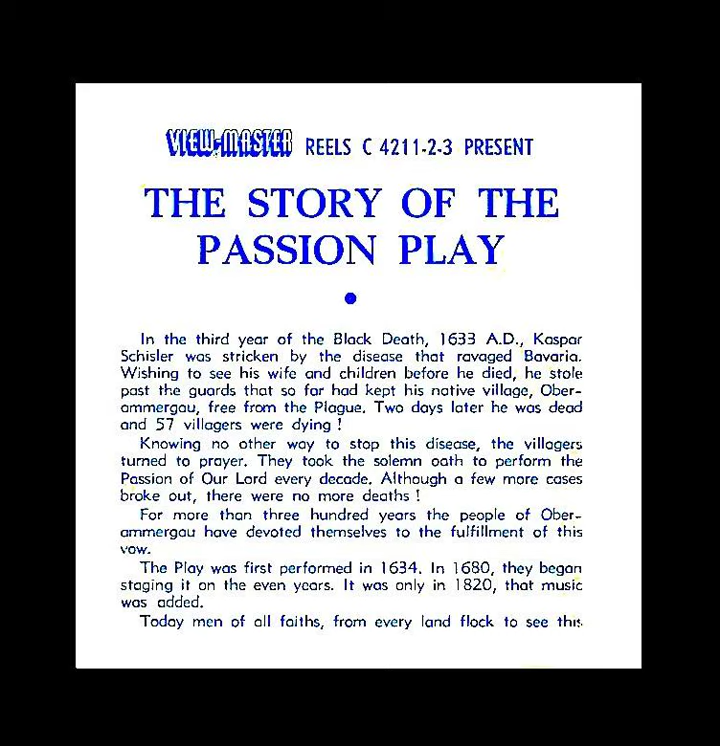 VIEW-MASTER REELS C 4211-2-3 PRESENT
THE STORY OF THE
PASSION PLAY
•
In the third year of the Black Death, 1633 A.D., Kaspar
Schisler was stricken by the disease that ravaged Bavaria.
Wishing to see his wife and children before he died, he stole
past the guards that so far had kept his native village, Ober-
ammergau, free from the Plague. Two days later he was dead
and 57 villagers were dying !
Knowing no other way to stop this disease, the villagers
turned to prayer. They took the solemn oath to perform the
Passion of Our Lord every decade. Although a few more cases
broke out, there were no more deaths !
For more than three hundred years the people of Ober-
ammergau have devoted themselves to the fulfillment of this
vow.
The Play was first performed in 1634. In 1680, they began
staging it on the even years. It was only in 1820, that music
was added.
Today men of all faiths, from every land flock to see this